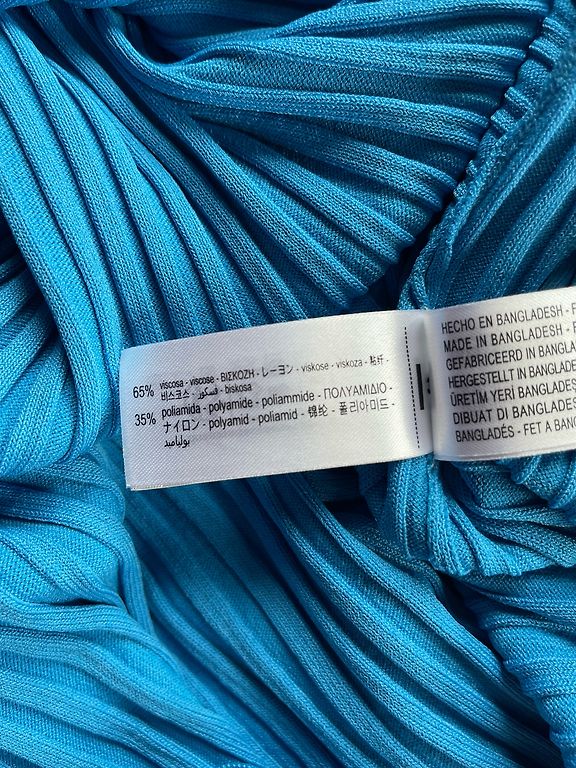 65% viscosa - viscose - ΒΙΣΚΟΖΗ - レーヨン - viskose - viskoza - 粘纤 -
비스코스 - فسكوز - biskosa
35% poliamida - polyamide - poliammide - ΠΟΛΥΑΜΙΔΙΟ -
ナイロン - polyamid - poliamid - 锦纶 - 폴리아미드 -
بولياميد
HECHO EN BANGLADESH - F
MADE IN BANGLADESH -
GEFABRICEERD IN BANGLA
HERGESTELLT IN BANGLADE
ÜRETİM YERİ BANGLADES
DIBUAT DI BANGLADES
BANGLADÉS - FET A BANG